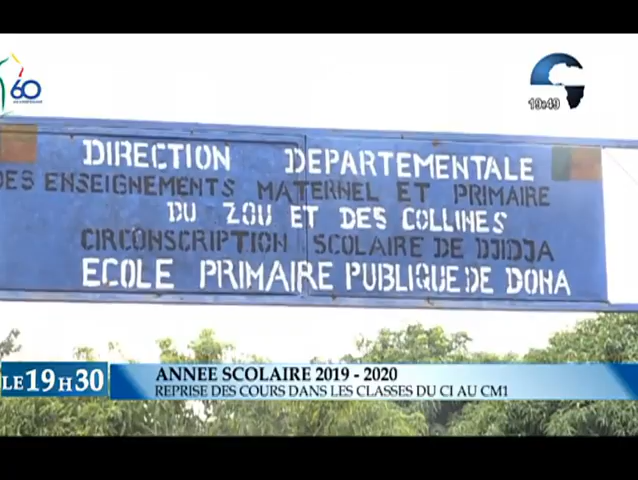 60
19:49
DIRECTION DEPARTEMENTALE
DES ENSEIGNEMENTS MATERNEL ET PRIMAIRE
DU ZOU ET DES COLLINES
CIRCONSCRIPTION SCOLAIRE DE DJIDJA
ECOLE PRIMAIRE PUBLIQUE DE DOHA
LE 19H30
ANNEE SCOLAIRE 2019 - 2020
REPRISE DES COURS DANS LES CLASSES DU CI AU CM1